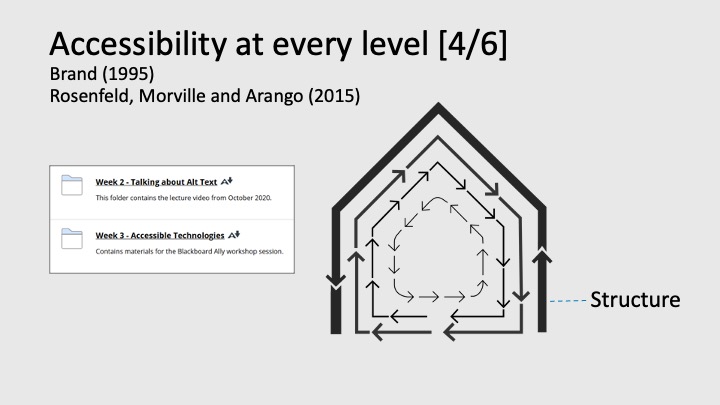 Accessibility at every level [4/6]
Brand (1995)
Rosenfeld, Morville and Arango (2015)
Week 2 - Talking about Alt Text
This folder contains the lecture video from October 2020.
Week 3 - Accessible Technologies
Contains materials for the Blackboard Ally workshop session.
Structure